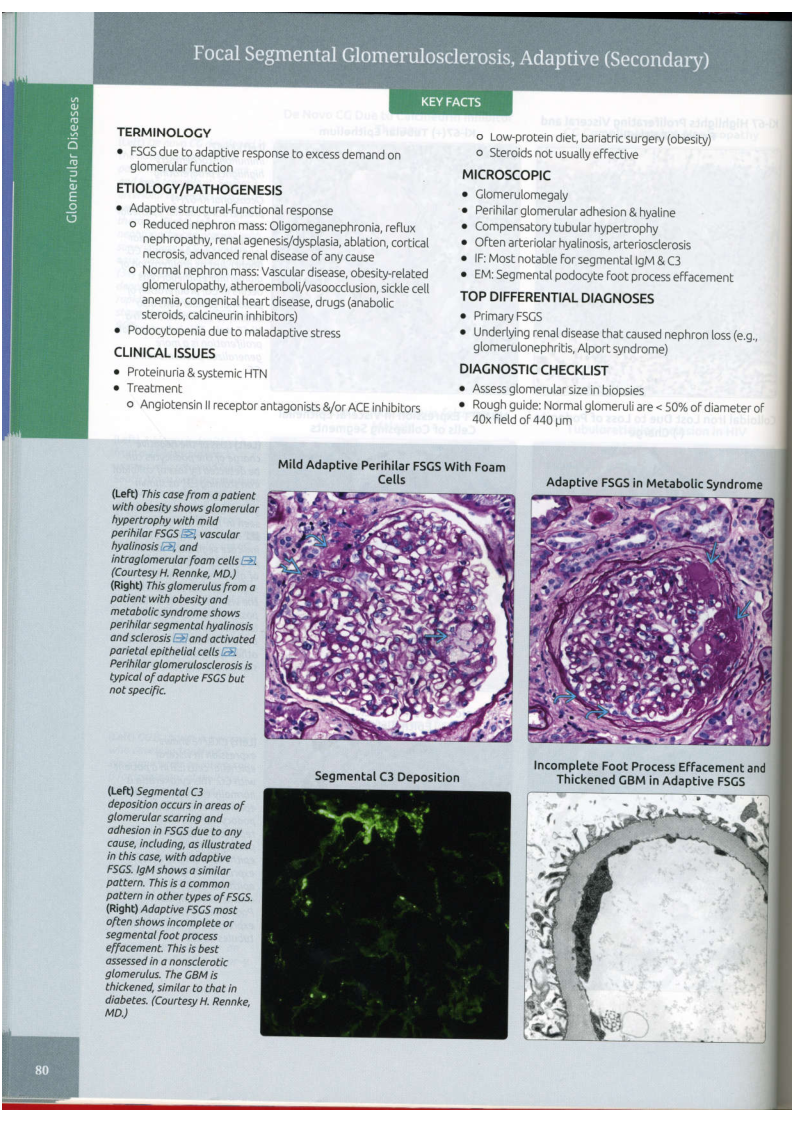 Focal Segmental Glomerulosclerosis, Adaptive (Secondary)
Glomerular Diseases
KEY FACTS
TERMINOLOGY
• FSGS due to adaptive response to excess demand on
glomerular function
ETIOLOGY/PATHOGENESIS
• Adaptive structural-functional response
o Reduced nephron mass: Oligomeganephronia, reflux
nephropathy, renal agenesis/dysplasia, ablation, cortical
necrosis, advanced renal disease of any cause
o Normal nephron mass: Vascular disease, obesity-related
glomerulopathy, atheroemboli/vasoocclusion, sickle cell
anemia, congenital heart disease, drugs (anabolic
steroids, calcineurin inhibitors)
• Podocytopenia due to maladaptive stress
CLINICAL ISSUES
• Proteinuria & systemic HTN
• Treatment
o Angiotensin II receptor antagonists &/or ACE inhibitors
o Low-protein diet, bariatric surgery (obesity)
o Steroids not usually effective
MICROSCOPIC
• Glomerulomegaly
• Perihilar glomerular adhesion & hyaline
• Compensatory tubular hypertrophy
• Often arteriolar hyalinosis, arteriosclerosis
• IF: Most notable for segmental IgM & C3
• EM: Segmental podocyte foot process effacement
TOP DIFFERENTIAL DIAGNOSES
• Primary FSGS
• Underlying renal disease that caused nephron loss (e.g.,
glomerulonephritis, Alport syndrome)
DIAGNOSTIC CHECKLIST
• Assess glomerular size in biopsies
• Rough guide: Normal glomeruli are < 50% of diameter of
40x field of 440 µm
Mild Adaptive Perihilar FSGS With Foam
Cells
Adaptive FSGS in Metabolic Syndrome
(Left) This case from a patient
with obesity shows glomerular
hypertrophy with mild
perihilar FSGS, vascular
hyalinosis, and
intraglomerular foam cells.
(Courtesy H. Rennke, MD.)
(Right) This glomerulus from a
patient with obesity and
metabolic syndrome shows
perihilar segmental hyalinosis
and sclerosis and activated
parietal epithelial cells.
Perihilar glomerulosclerosis is
typical of adaptive FSGS but
not specific.
Segmental C3 Deposition
Incomplete Foot Process Effacement and
Thickened GBM in Adaptive FSGS
(Left) Segmental C3
deposition occurs in areas of
glomerular scarring and
adhesion in FSGS due to any
cause, including, as illustrated
in this case, with adaptive
FSGS. IgM shows a similar
pattern. This is a common
pattern in other types of FSGS.
(Right) Adaptive FSGS most
often shows incomplete or
segmental foot process
effacement. This is best
assessed in a nonsclerotic
glomerulus. The GBM is
thickened, similar to that in
diabetes. (Courtesy H. Rennke,
MD.)
80